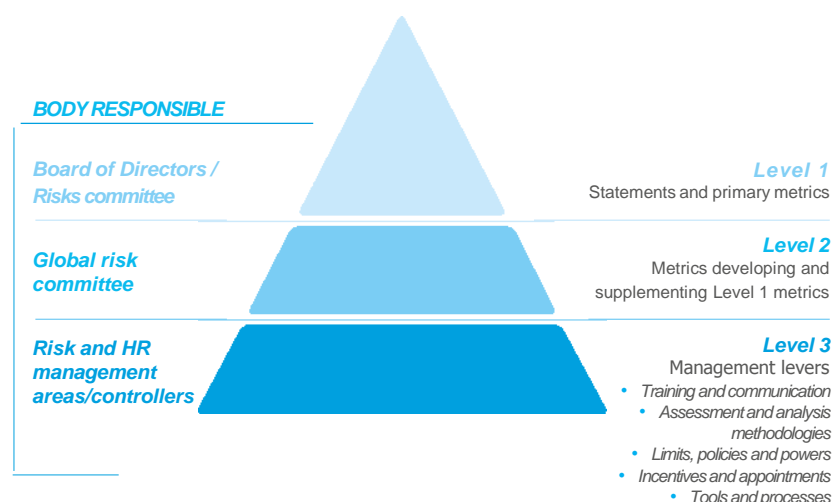 BODY RESPONSIBLE
Board of Directors /
Risks committee
Level 1
Statements and primary metrics
Global risk
committee
Level 2
Metrics developing and
supplementing Level 1 metrics
Risk and HR
management
areas/controllers
Level 3
Management levers
• Training and communication
• Assessment and analysis
methodologies
• Limits, policies and powers
• Incentives and appointments
• Tools and processes